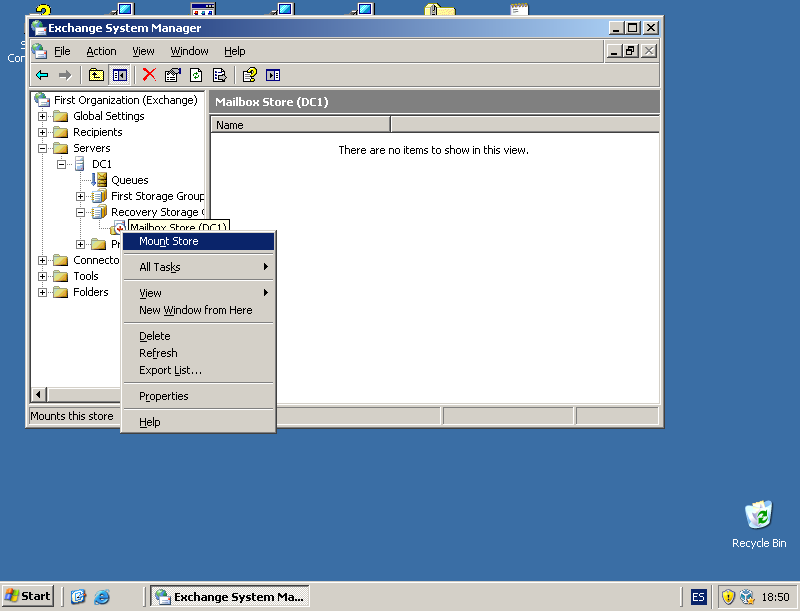 Exchange System Manager
File Action View Window Help
First Organization (Exchange)
Global Settings
Recipients
Servers
DC1
Queues
First Storage Group
Recovery Storage
Mailbox Store (DC1)
Connecto
Tools
Folders
Mailbox Store (DC1)
Name
There are no items to show in this view.
Mount Store
All Tasks
View
New Window from Here
Delete
Refresh
Export List...
Properties
Help
Mounts this store
Recycle Bin
Start
Exchange System Ma...
ES
18:50